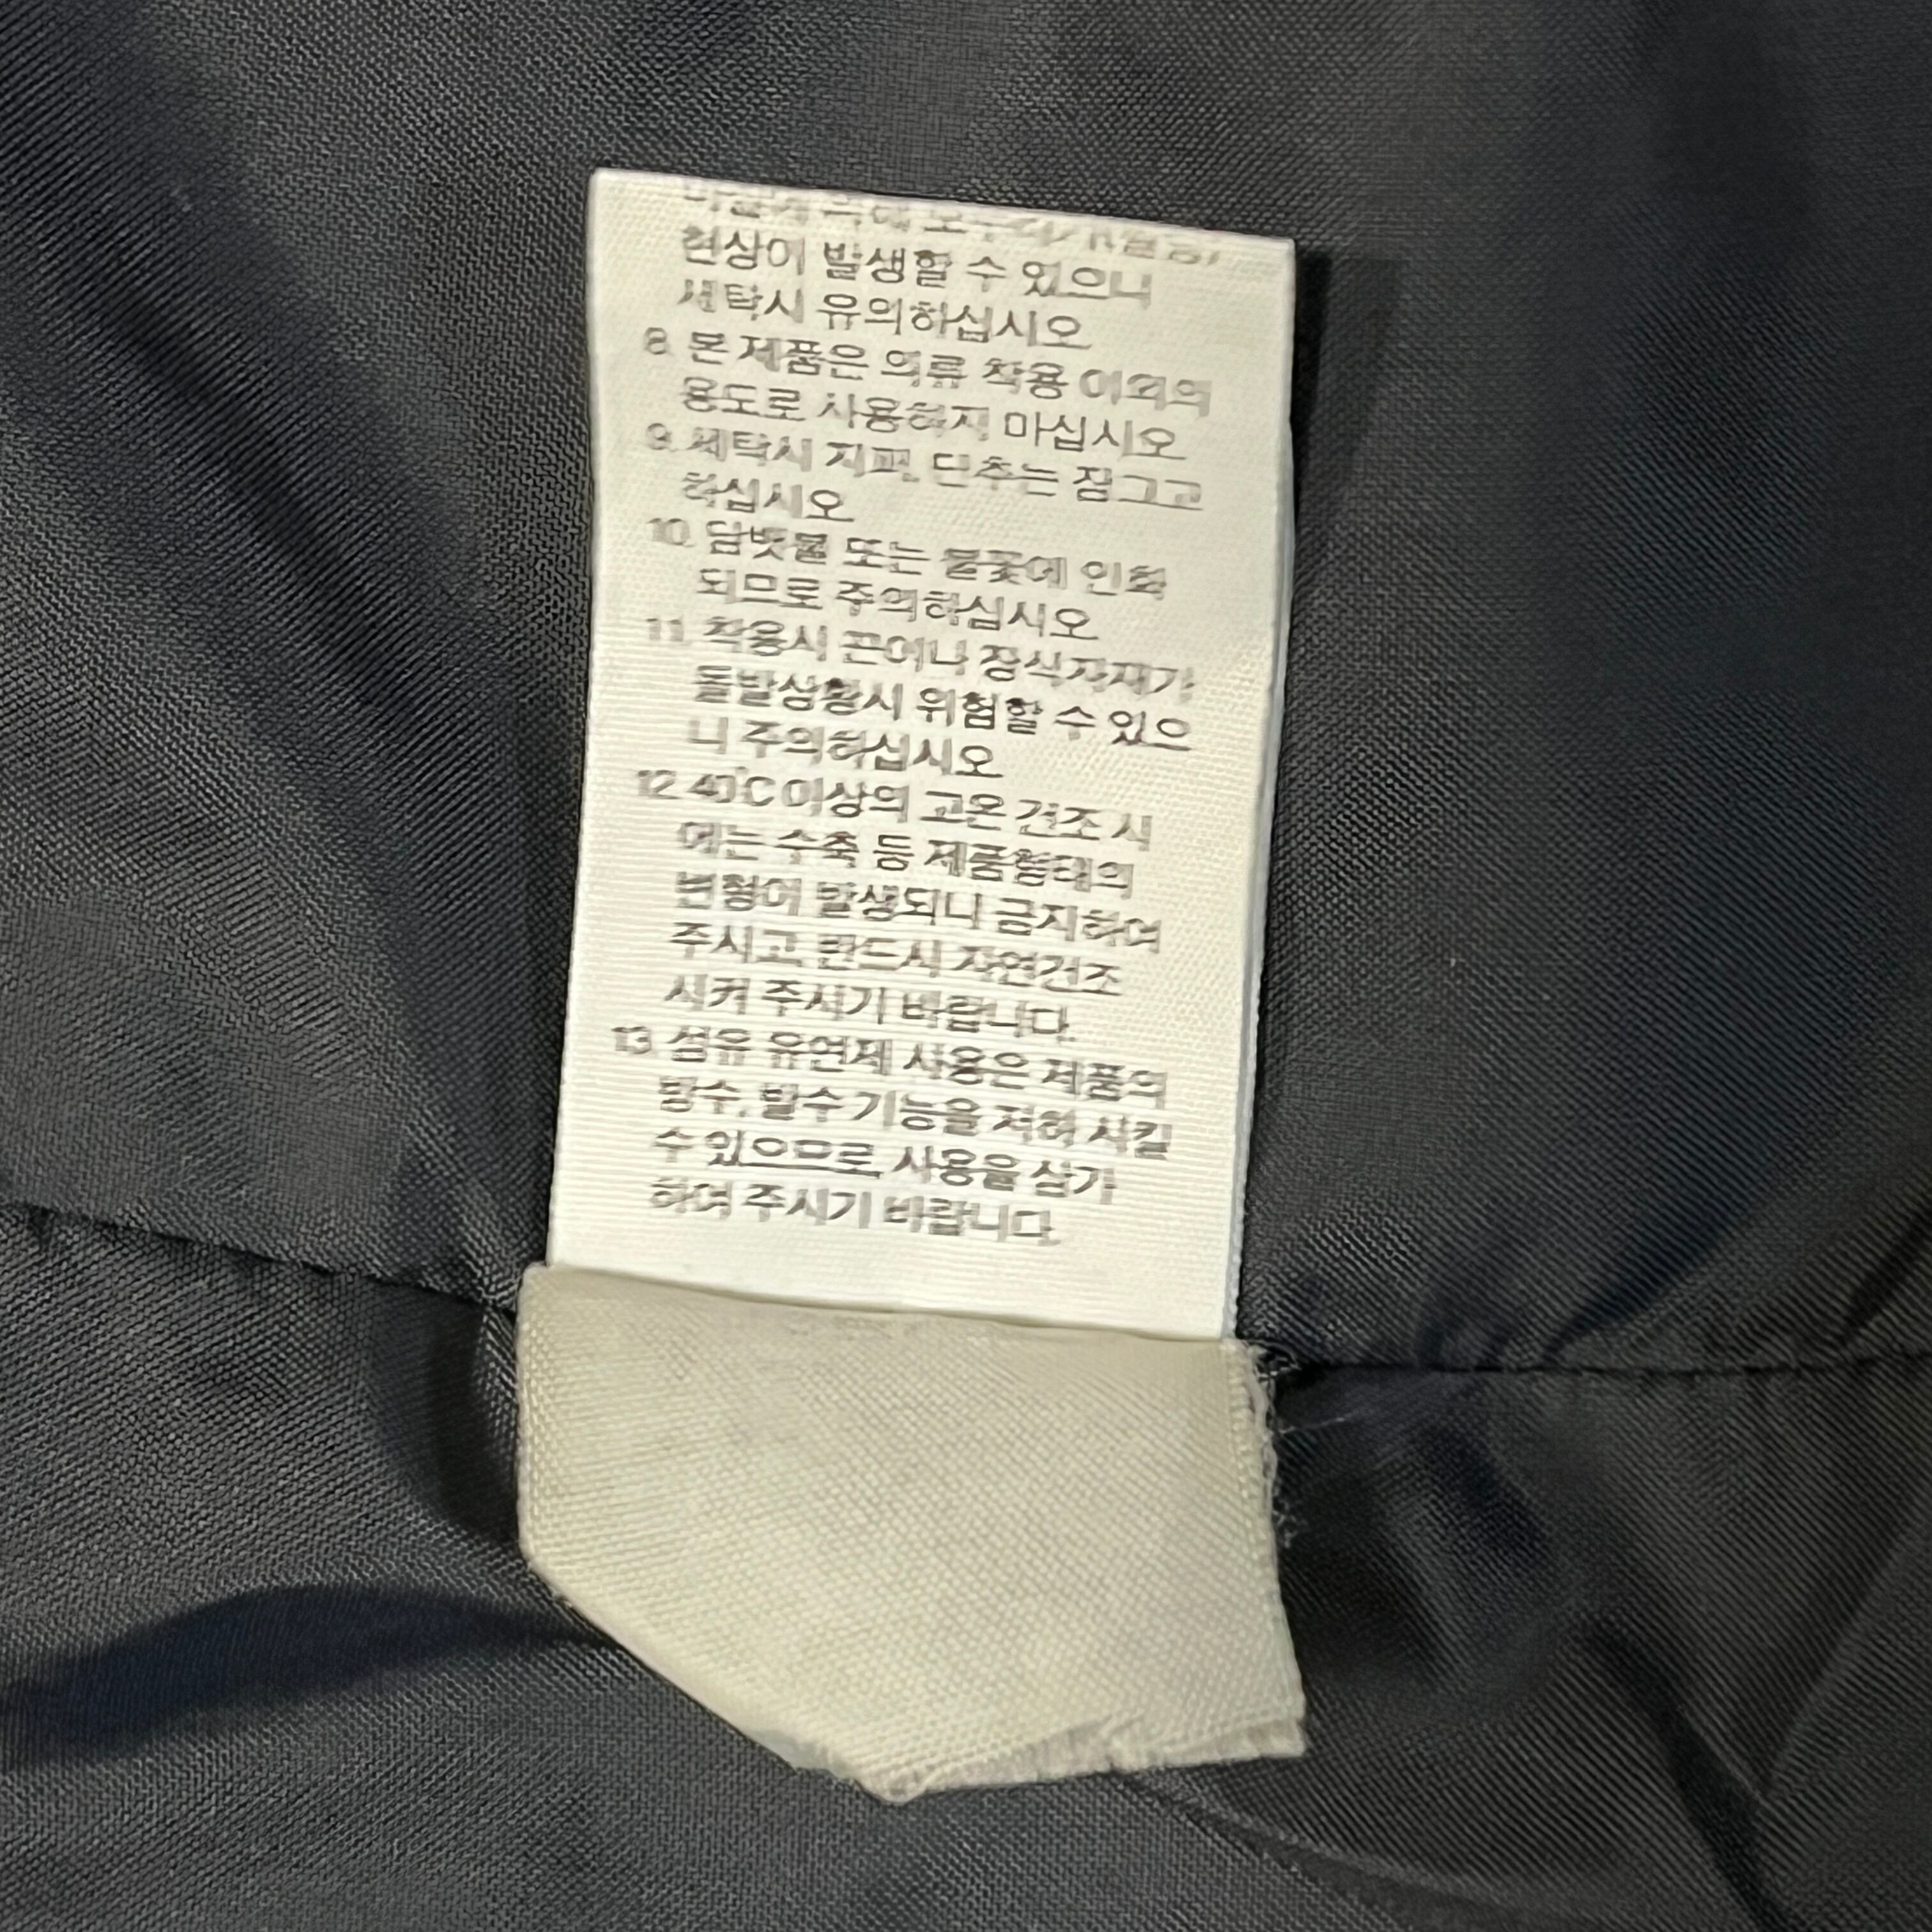 현상이 발생할 수 있으니
세탁시 유의하십시오
8. 본 제품은 의류 착용 이외의
용도로 사용하지 마십시오
9. 세탁시 지퍼, 단추는 잠그고
하십시오
10. 담뱃불 또는 불꽃에 인화
되므로 주의하십시오
11. 착용시 끈이나 장식자재가
돌발상황시 위험할 수 있으
니 주의하십시오
12. 40°C 이상의 고온 건조 시
에는 수축 등 제품형태의
변형이 발생되니 금지하여
주시고, 반드시 자연건조
시켜 주시기 바랍니다.
13. 섬유 유연제 사용은 제품의
방수, 발수 기능을 저하 시킬
수 있으므로, 사용을 삼가
하여 주시기 바랍니다.